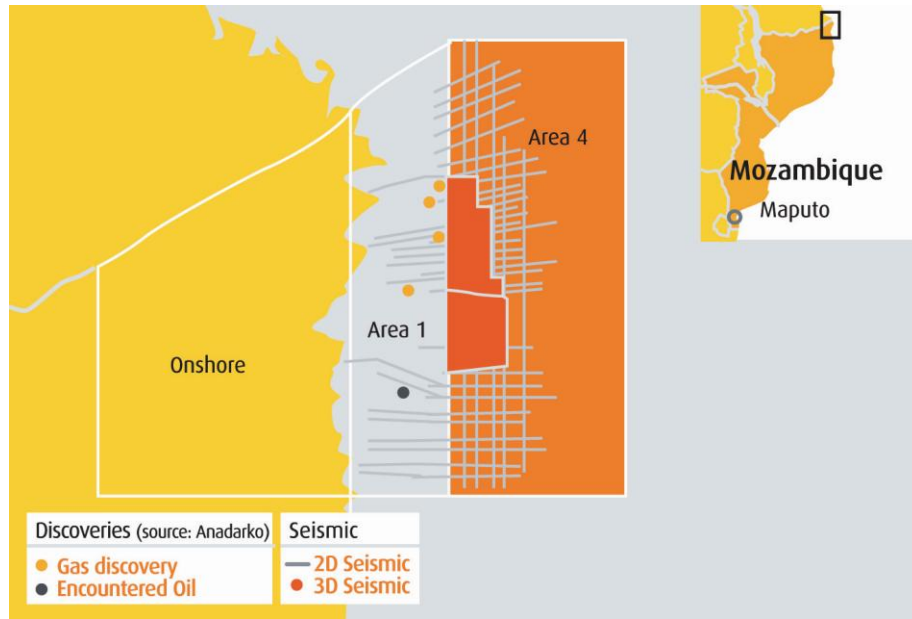 Area 4
Mozambique
Maputo
Area 1
Onshore
Discoveries (source: Anadarko)
Gas discovery
Encountered Oil
Seismic
2D Seismic
3D Seismic